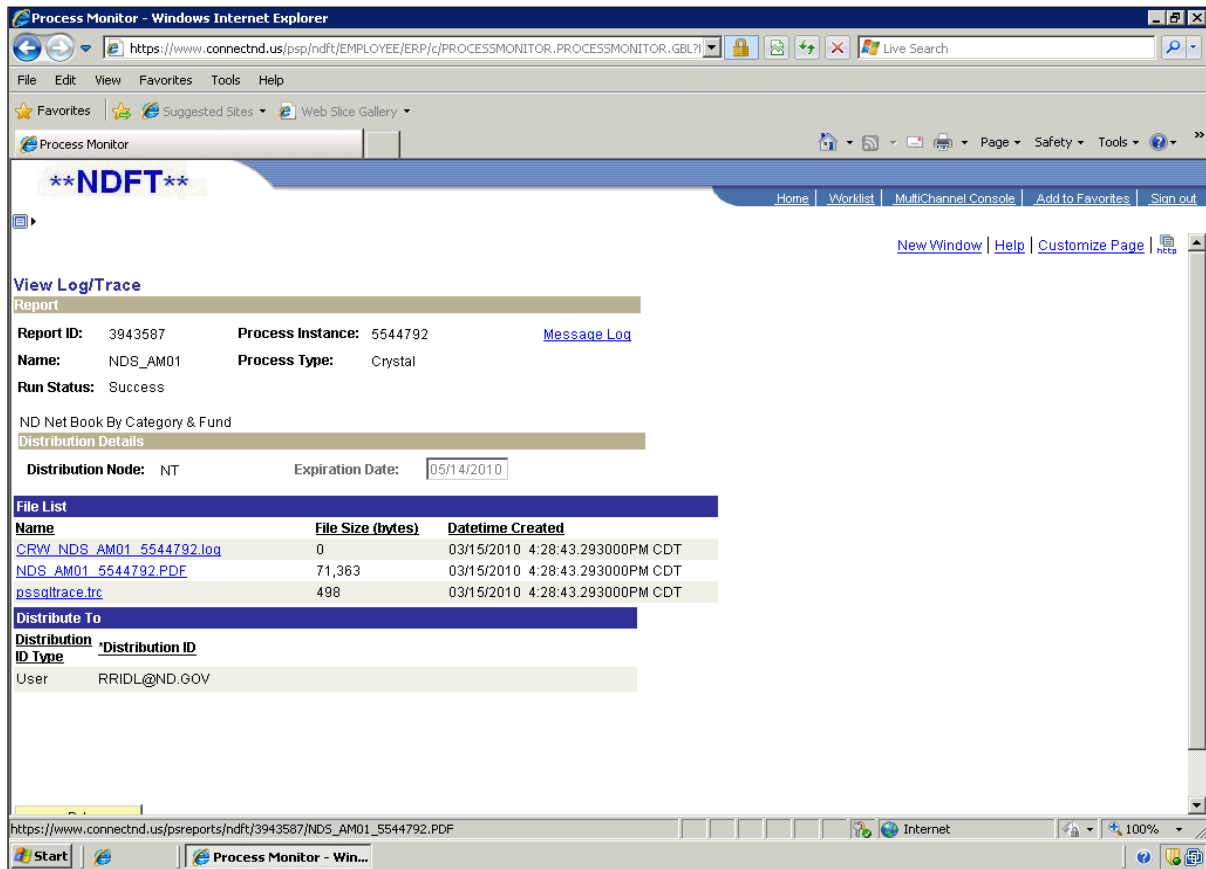 Process Monitor - Windows Internet Explorer
https://www.connectnd.us/psp/ndft/EMPLOYEE/ERP/c/PROCESSMONITOR.PROCESSMONITOR.GBL?
Live Search
File Edit View Favorites Tools Help
Favorites Suggested Sites Web Slice Gallery
Process Monitor
Page Safety Tools »
**NDFT**
Home Worklist MultiChannel Console Add to Favorites Sign out
New Window | Help | Customize Page | http
View Log/Trace
Report
Report ID: 3943587 Process Instance: 5544792 Message Log
Name: NDS_AM01 Process Type: Crystal
Run Status: Success
ND Net Book By Category & Fund
Distribution Details
Distribution Node: NT Expiration Date: 05/14/2010
File List
Name File Size (bytes) Datetime Created
CRW_NDS_AM01_5544792.log 0 03/15/2010 4:28:43.293000PM CDT
NDS_AM01_5544792.PDF 71,363 03/15/2010 4:28:43.293000PM CDT
pssqltrace.trc 498 03/15/2010 4:28:43.293000PM CDT
Distribute To
Distribution ID Type *Distribution ID
User RRIDL@ND.GOV
https://www.connectnd.us/psreports/ndft/3943587/NDS_AM01_5544792.PDF
Internet
100%
Start
Process Monitor - Win...